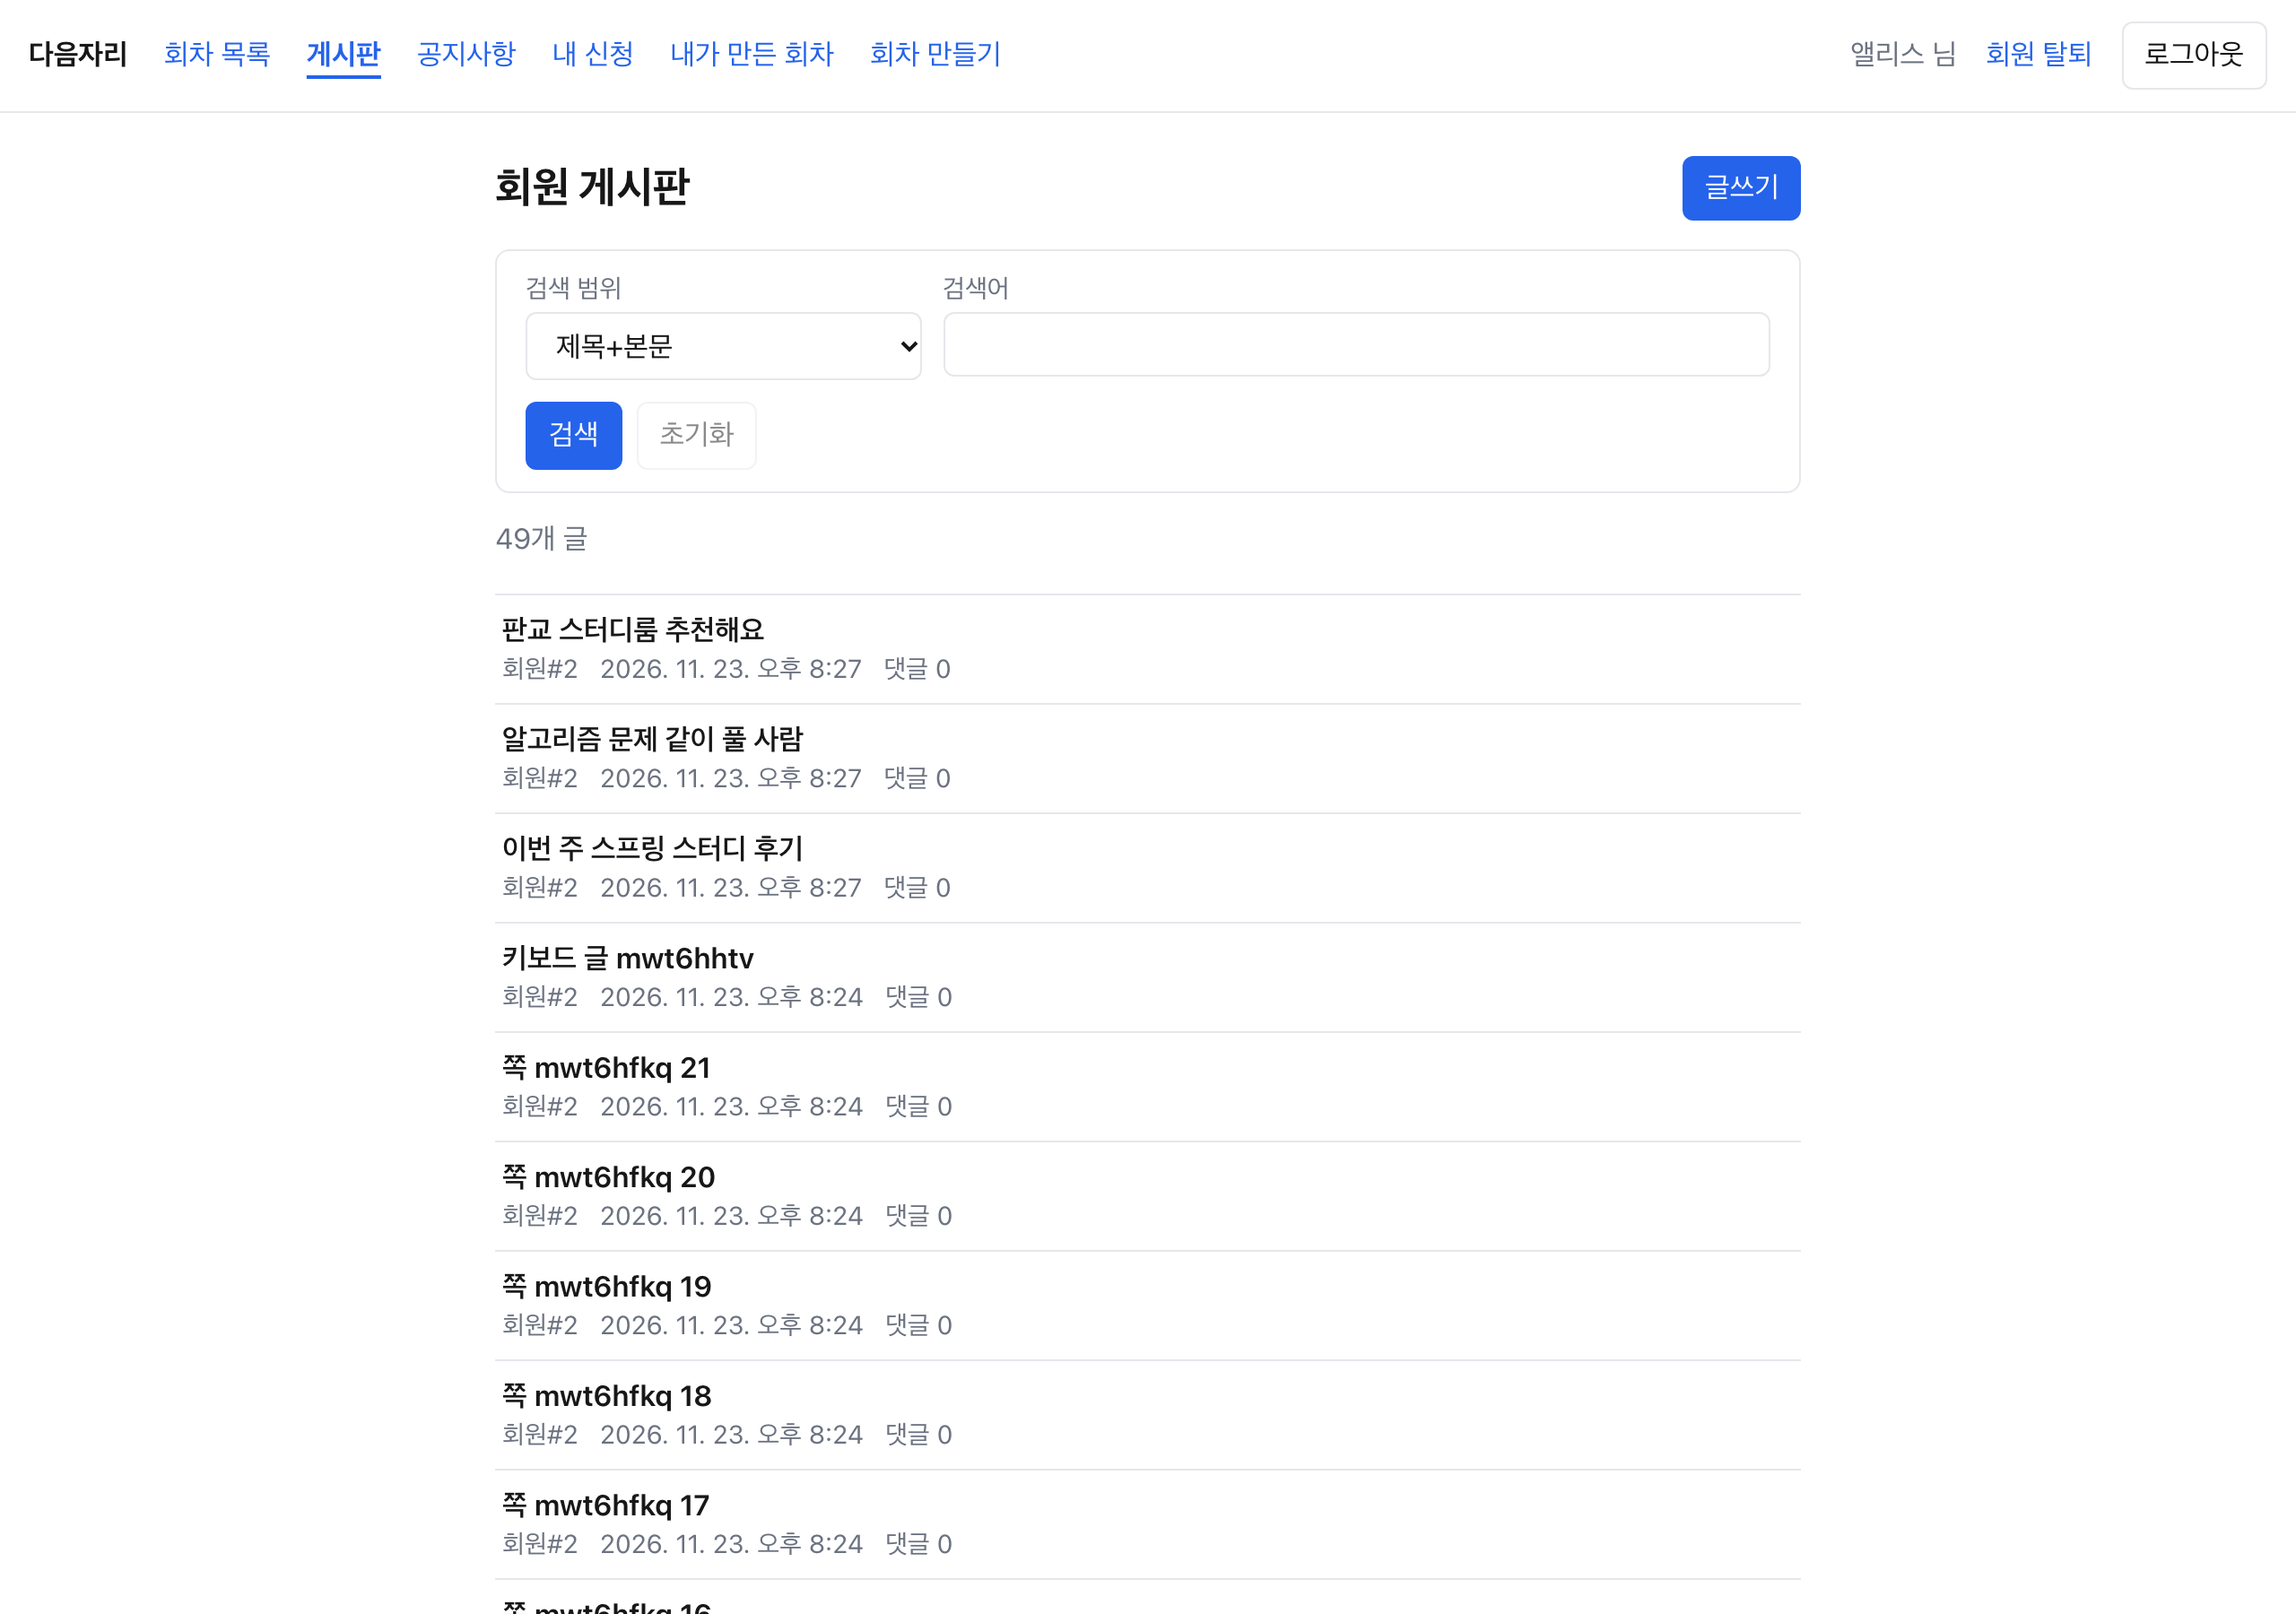 다음자리 회차 목록 게시판 공지사항 내 신청 내가 만든 회차 회차 만들기 앨리스 님 회원 탈퇴 로그아웃
회원 게시판 글쓰기
검색 범위 검색어
제목+본문
검색 초기화
49개 글
판교 스터디룸 추천해요
회원#2 2026. 11. 23. 오후 8:27 댓글 0
알고리즘 문제 같이 풀 사람
회원#2 2026. 11. 23. 오후 8:27 댓글 0
이번 주 스프링 스터디 후기
회원#2 2026. 11. 23. 오후 8:27 댓글 0
키보드 글 mwt6hhtv
회원#2 2026. 11. 23. 오후 8:24 댓글 0
쪽 mwt6hfkq 21
회원#2 2026. 11. 23. 오후 8:24 댓글 0
쪽 mwt6hfkq 20
회원#2 2026. 11. 23. 오후 8:24 댓글 0
쪽 mwt6hfkq 19
회원#2 2026. 11. 23. 오후 8:24 댓글 0
쪽 mwt6hfkq 18
회원#2 2026. 11. 23. 오후 8:24 댓글 0
쪽 mwt6hfkq 17
회원#2 2026. 11. 23. 오후 8:24 댓글 0
쪽 mwt6hfkq 16